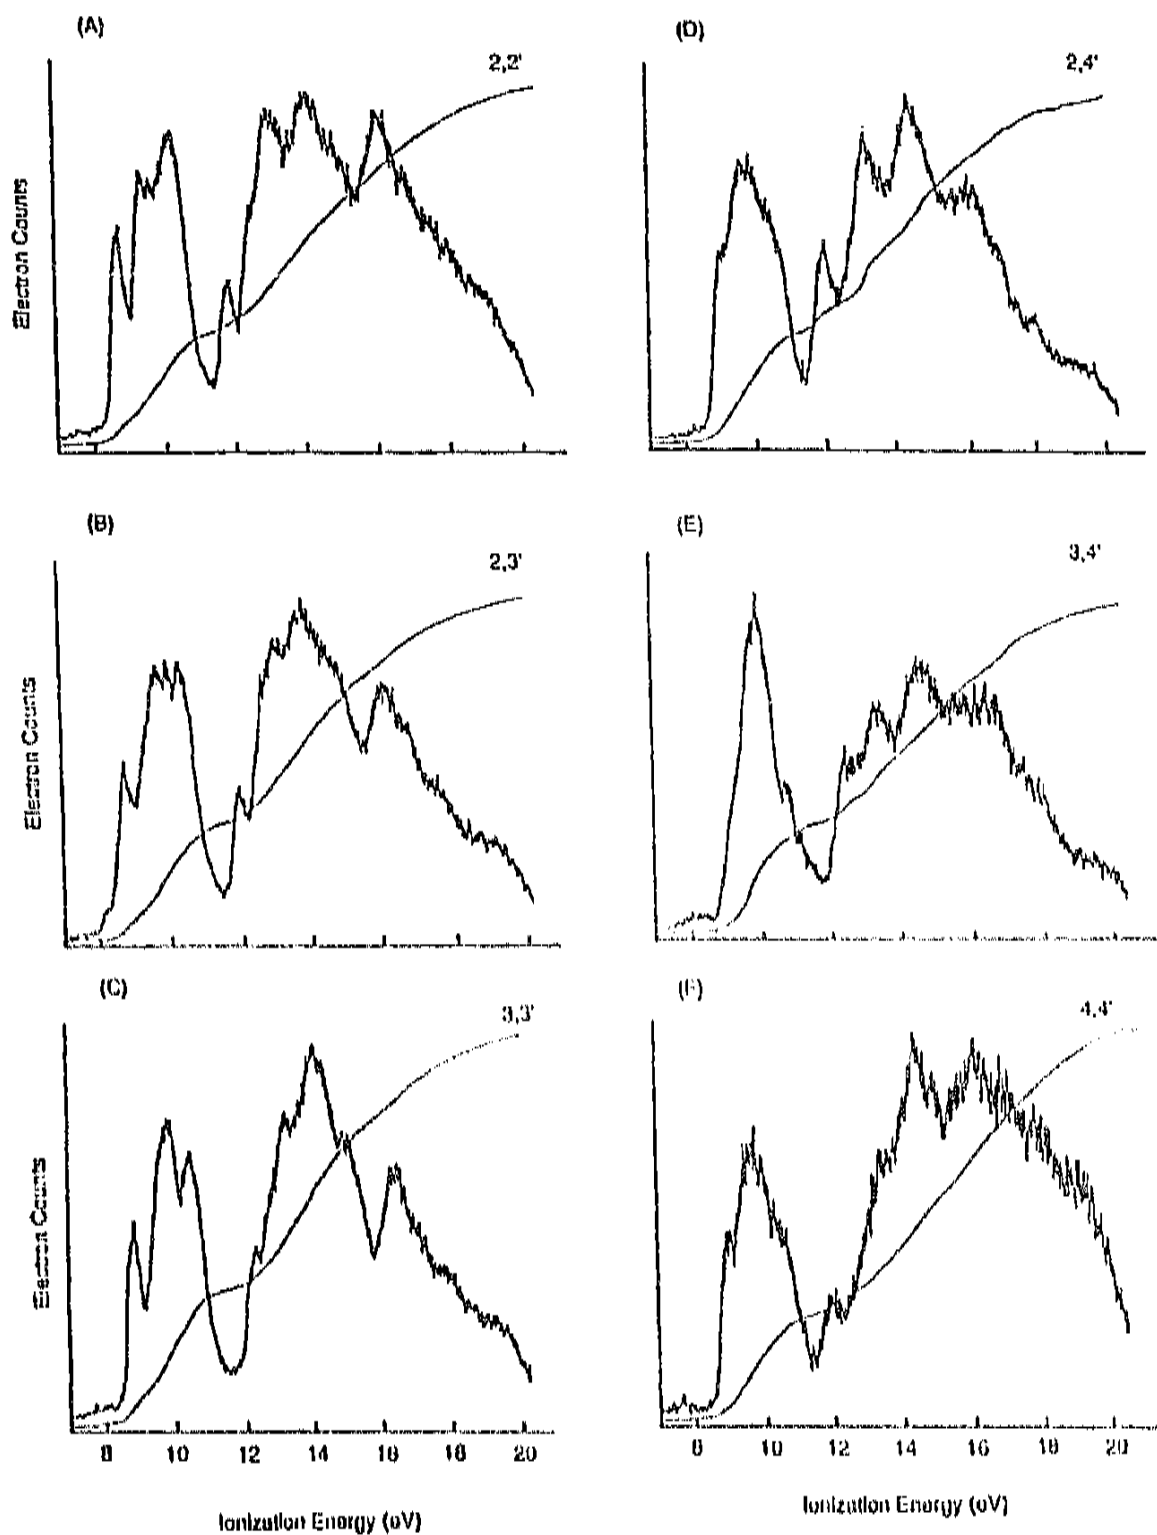 (A)
2,2'
Electron Counts
(D)
2,4'
(B)
2,3'
Electron Counts
(E)
3,4'
(C)
3,3'
Electron Counts
8 10 12 14 16 18 20
Ionization Energy (eV)
(F)
4,4'
8 10 12 14 16 18 20
Ionization Energy (eV)